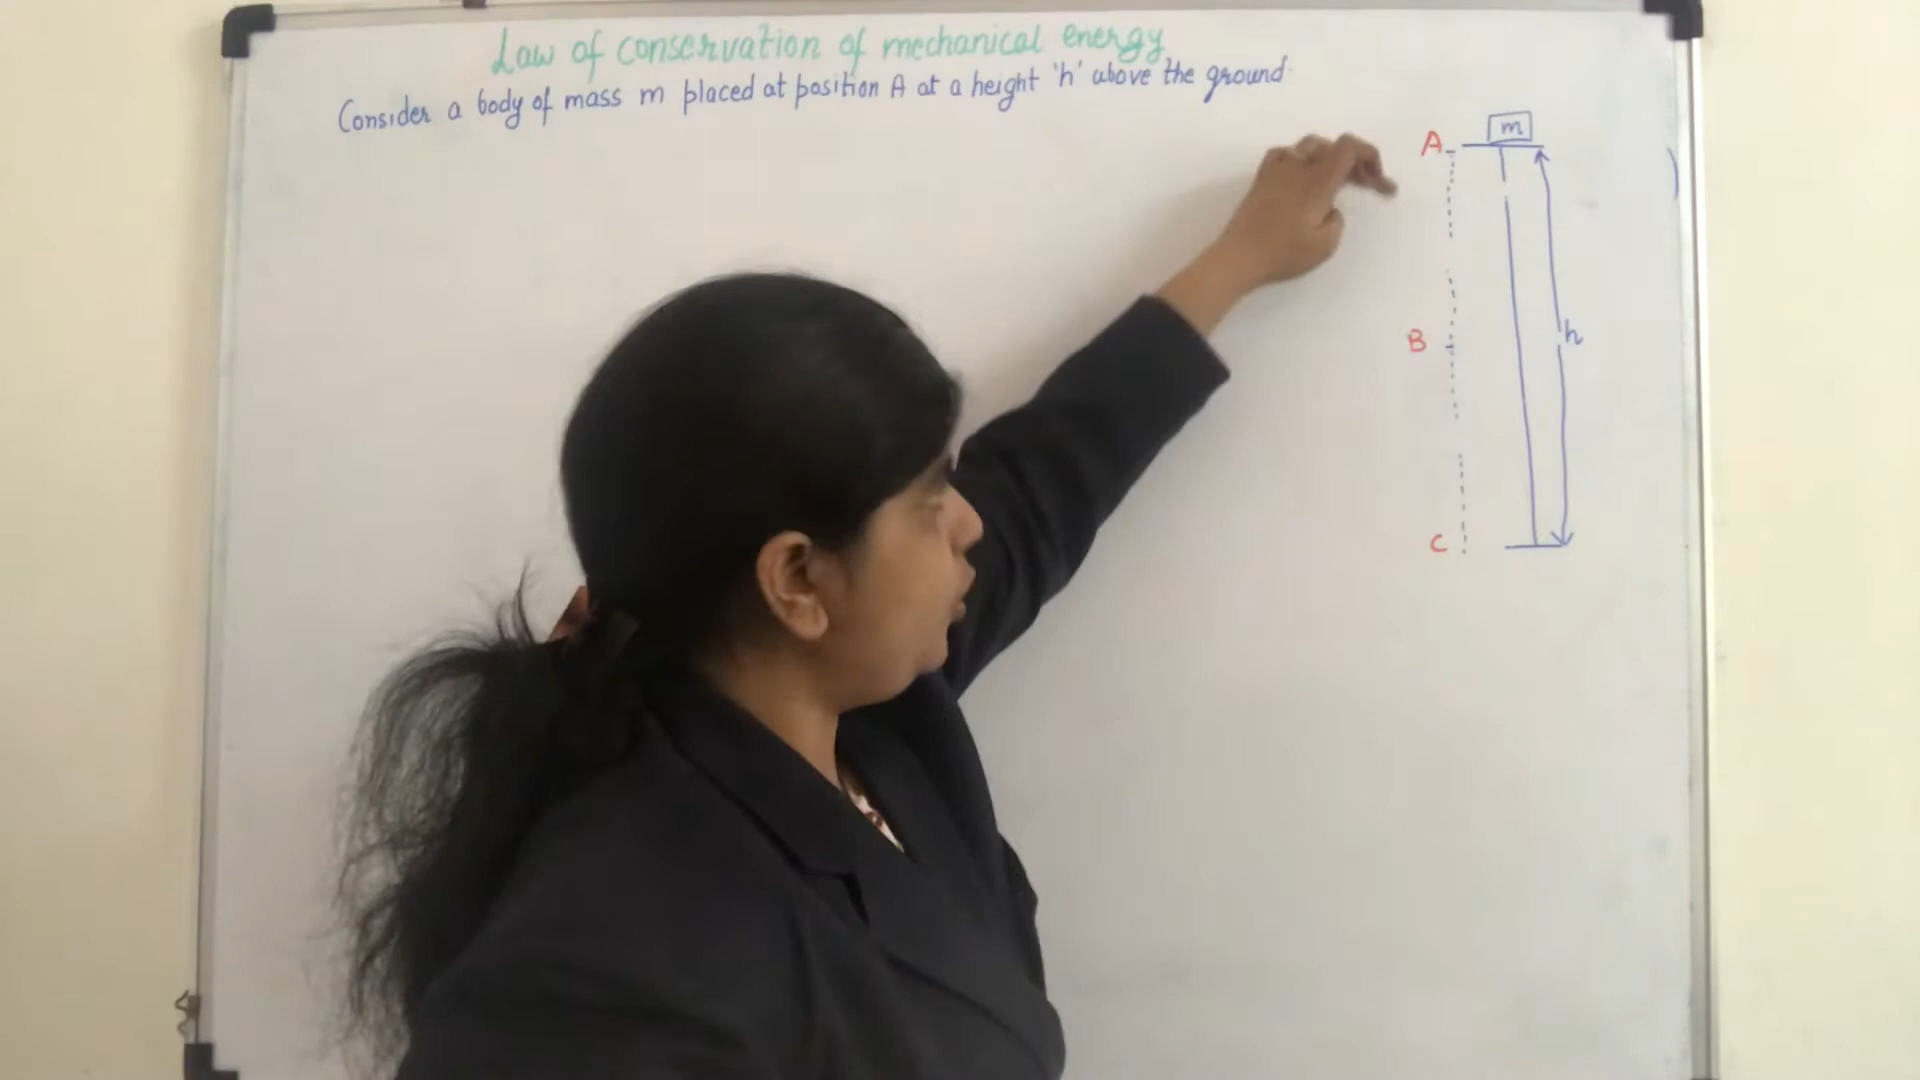 Law of conservation of mechanical energy
Consider a body of mass m placed at position A at a height 'h' above the ground.
m
A
B
h
C